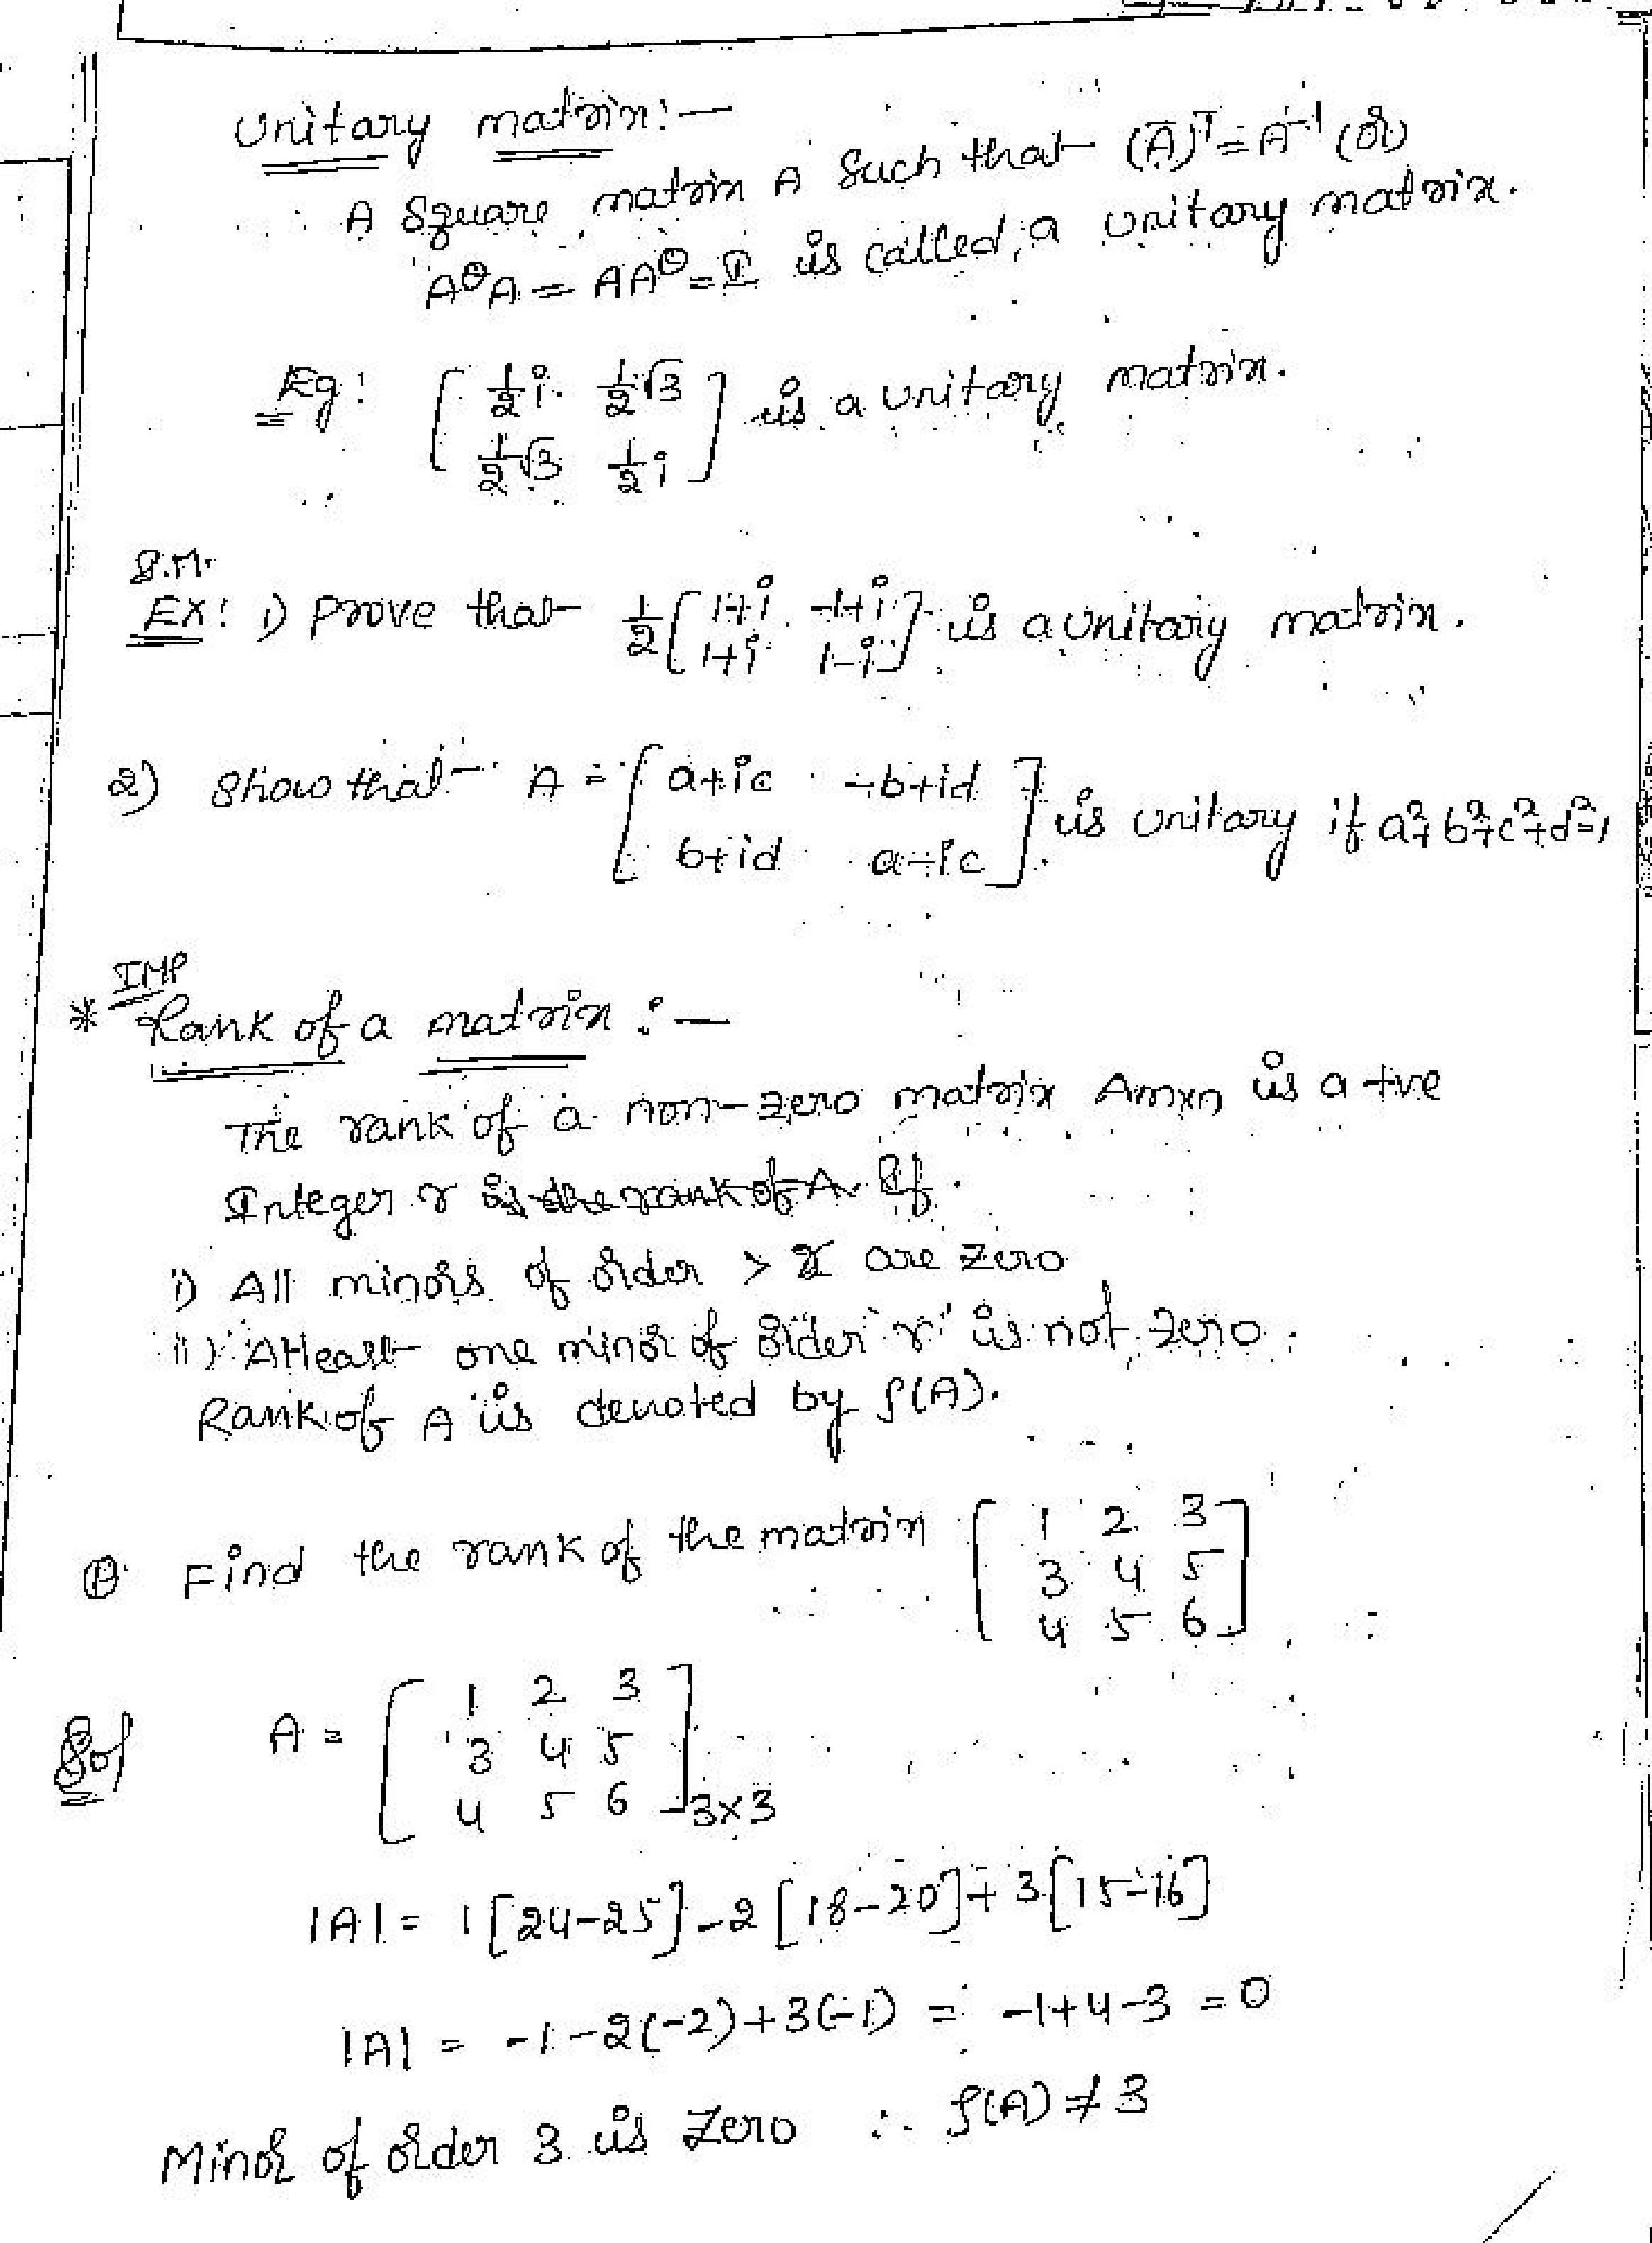 Unitary matrix:—
A Square matrix A Such that (Ā)ᵀ = A⁻¹ (or)
A^θ A = A A^θ = I is called a unitary matrix.
Eg: [ ½i ½√3 ] is a unitary matrix.
½√3 ½i
S.M.
EX: 1) Prove that ½[ 1+i -1+i ] is a unitary matrix.
1+i 1-i
2) Show that A = [ a+ic -b+id ] is unitary if a²+b²+c²+d²=1
b+id a-ic
IMP
* Rank of a matrix :—
The rank of a non-zero matrix Amxn is a +ve
Integer r is the rank of A. If.
i) All minors of order > r are zero
ii) Atleast one minor of order 'r' is not zero.
Rank of A is denoted by ρ(A).
Find the rank of the matrix [ 1 2 3 ]
3 4 5
4 5 6
Sol A = [ 1 2 3 ]
3 4 5
4 5 6 3×3
|A| = 1[24-25]-2[18-20]+3[15-16]
|A| = -1-2(-2)+3(-1) = -1+4-3 = 0
Minor of order 3 is Zero ∴ ρ(A) ≠ 3